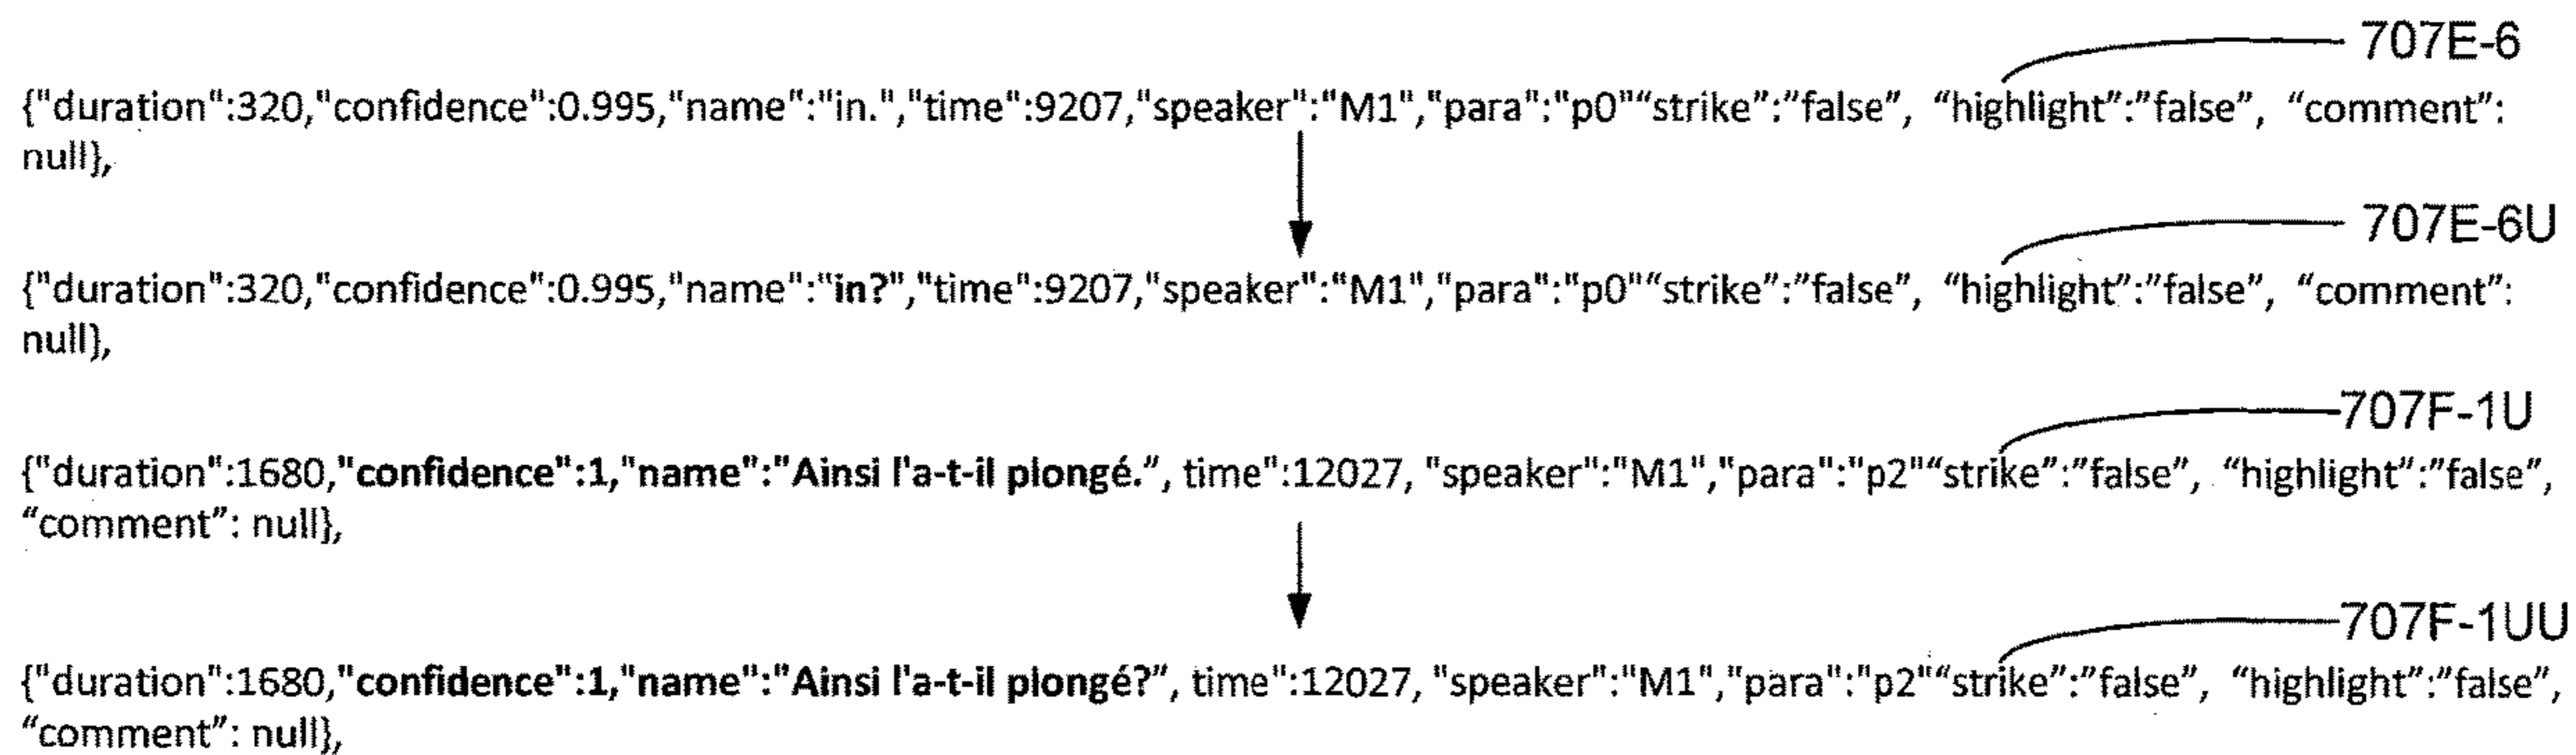 707E-6
{"duration":320,"confidence":0.995,"name":"in.","time":9207,"speaker":"M1","para":"p0"“strike”:”false”, “highlight”:”false”, “comment”:
null},
707E-6U
{"duration":320,"confidence":0.995,"name":"in?","time":9207,"speaker":"M1","para":"p0"“strike”:”false”, “highlight”:”false”, “comment”:
null},
707F-1U
{"duration":1680,"confidence":1,"name":"Ainsi l'a-t-il plongé.”, time":12027, "speaker":"M1","para":"p2"“strike”:”false”, “highlight”:”false”,
“comment”: null},
707F-1UU
{"duration":1680,"confidence":1,"name":"Ainsi l'a-t-il plongé?”, time":12027, "speaker":"M1","para":"p2"“strike”:”false”, “highlight”:”false”,
“comment”: null},